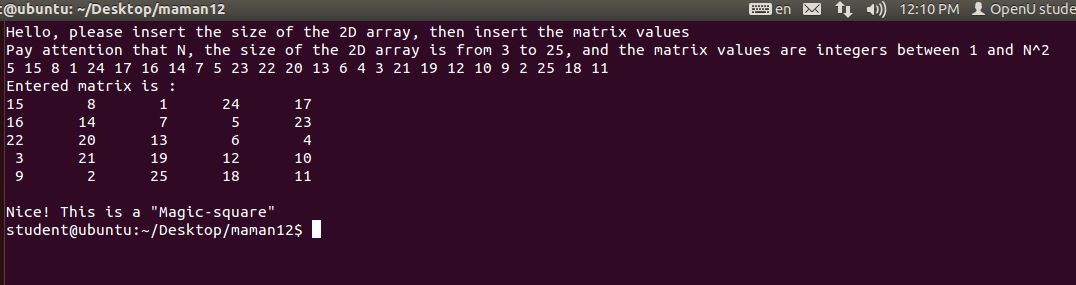 t@ubuntu: ~/Desktop/maman12 en 12:10 PM OpenU stude
Hello, please insert the size of the 2D array, then insert the matrix values
Pay attention that N, the size of the 2D array is from 3 to 25, and the matrix values are integers between 1 and N^2
5 15 8 1 24 17 16 14 7 5 23 22 20 13 6 4 3 21 19 12 10 9 2 25 18 11
Entered matrix is :
15 8 1 24 17
16 14 7 5 23
22 20 13 6 4
3 21 19 12 10
9 2 25 18 11
Nice! This is a "Magic-square"
student@ubuntu:~/Desktop/maman12$